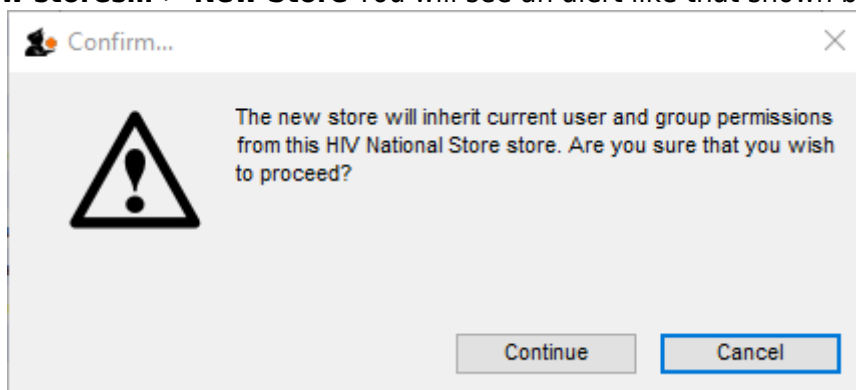 New Store You will see an alert like that shown b
Confirm...
The new store will inherit current user and group permissions
from this HIV National Store store. Are you sure that you wish
to proceed?
Continue
Cancel